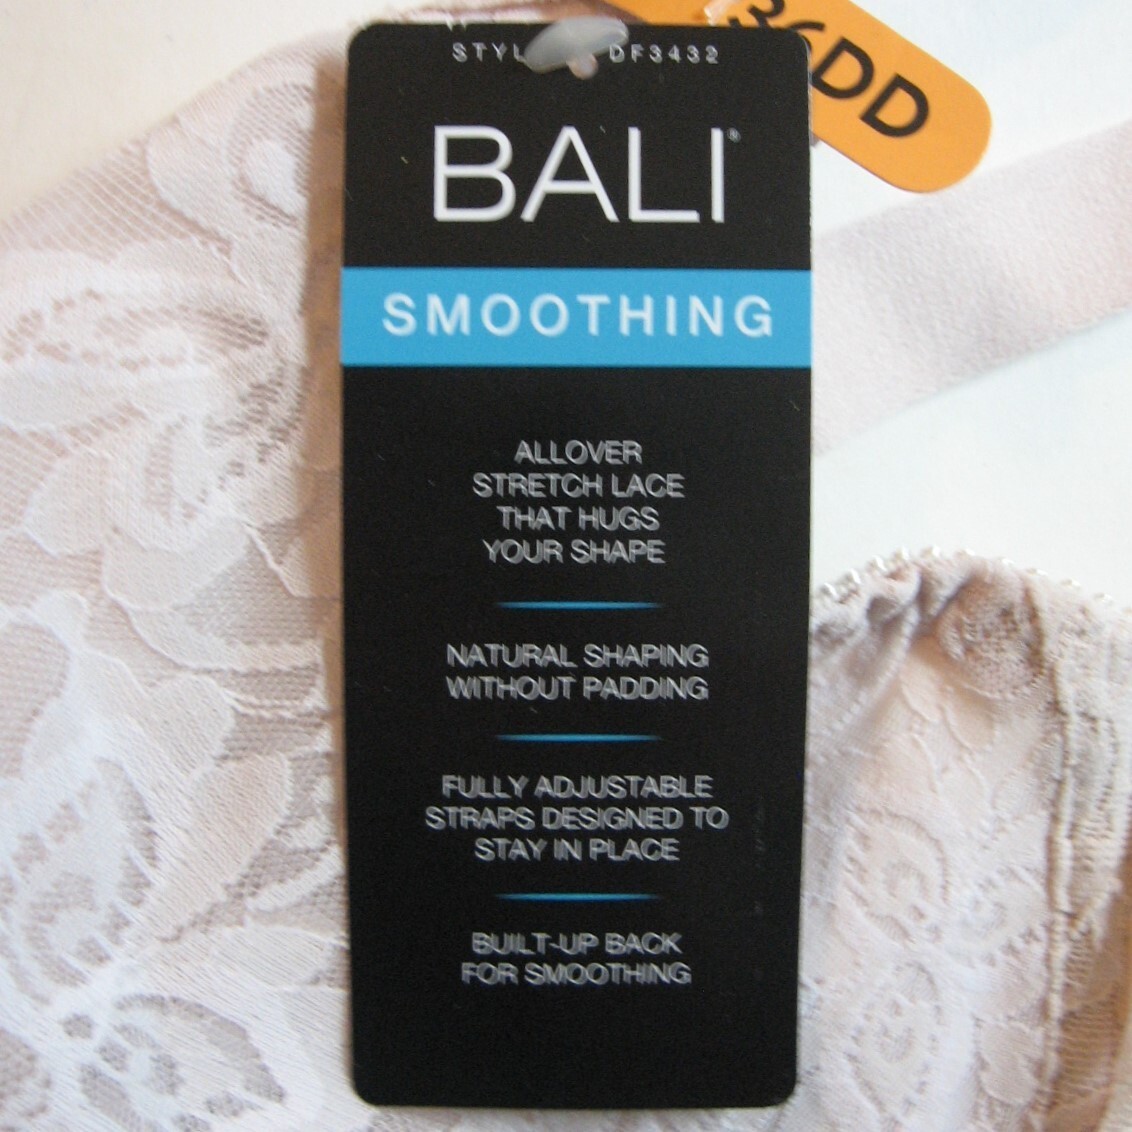 DF3432
36DD
BALI®
SMOOTHING
ALLOVER
STRETCH LACE
THAT HUGS
YOUR SHAPE
NATURAL SHAPING
WITHOUT PADDING
FULLY ADJUSTABLE
STRAPS DESIGNED TO
STAY IN PLACE
BUILT-UP BACK
FOR SMOOTHING